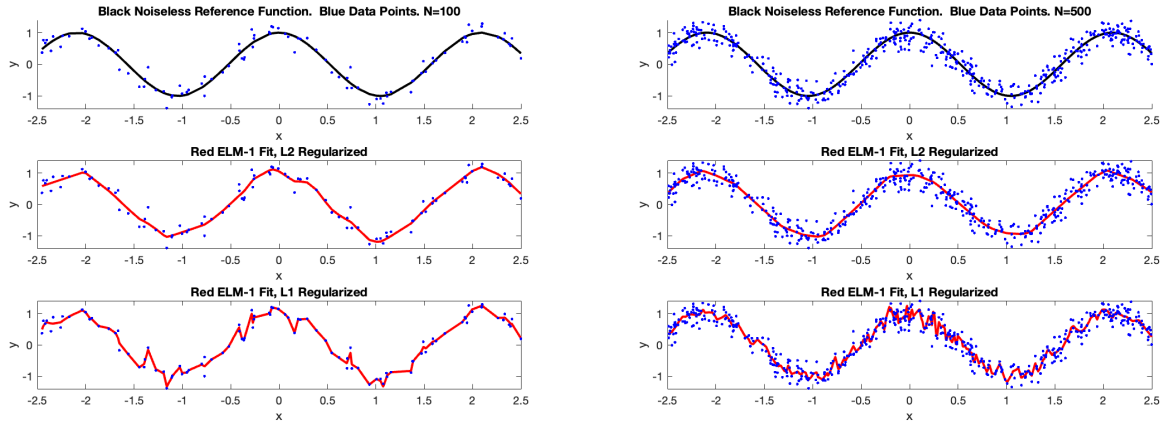 Black Noiseless Reference Function.  Blue Data Points. N=100
1
0
-1
y
-2.5 -2 -1.5 -1 -0.5 0 0.5 1 1.5 2 2.5
x
Red ELM-1 Fit, L2 Regularized
1
0
-1
y
-2.5 -2 -1.5 -1 -0.5 0 0.5 1 1.5 2 2.5
x
Red ELM-1 Fit, L1 Regularized
1
0
-1
y
-2.5 -2 -1.5 -1 -0.5 0 0.5 1 1.5 2 2.5
x
Black Noiseless Reference Function.  Blue Data Points. N=500
1
0
-1
y
-2.5 -2 -1.5 -1 -0.5 0 0.5 1 1.5 2 2.5
x
Red ELM-1 Fit, L2 Regularized
1
0
-1
y
-2.5 -2 -1.5 -1 -0.5 0 0.5 1 1.5 2 2.5
x
Red ELM-1 Fit, L1 Regularized
1
0
-1
y
-2.5 -2 -1.5 -1 -0.5 0 0.5 1 1.5 2 2.5
x